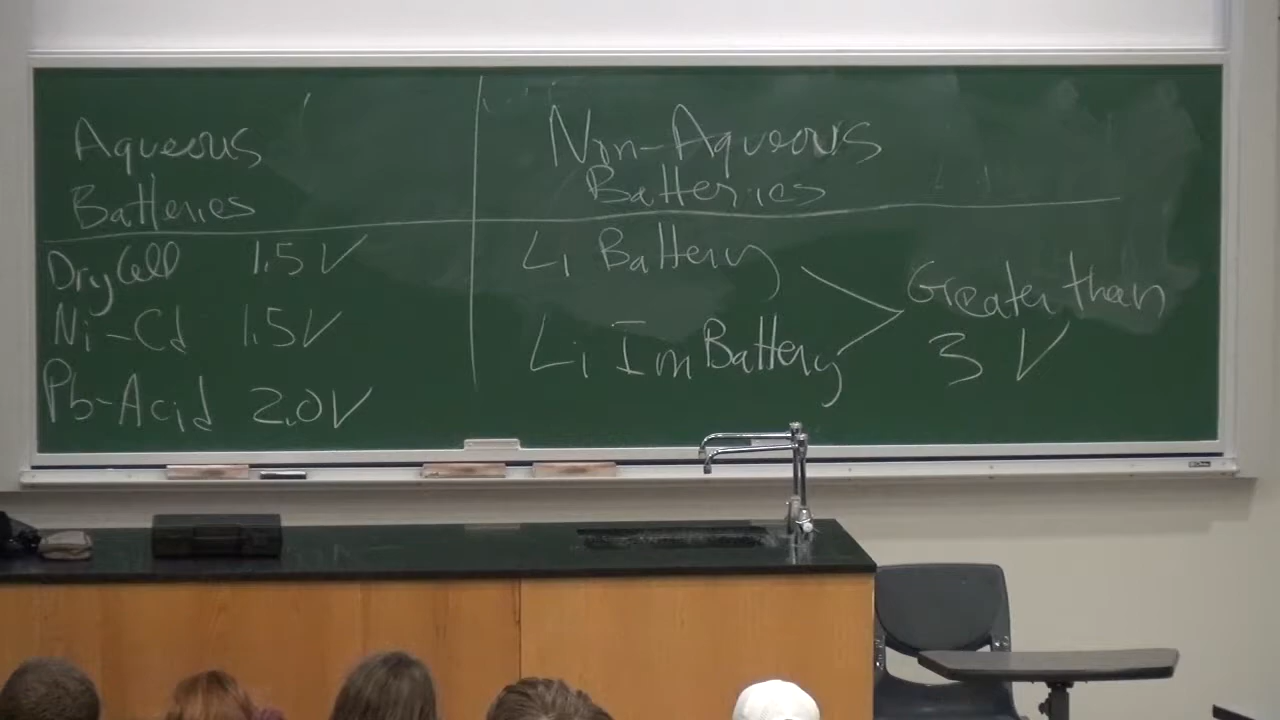 Aqueous
Batteries
Dry Cell 1.5 V
Ni-Cd 1.5 V
Pb-Acid 2.0 V
Non-Aqueous
Batteries
Li Battery
Li Ion Battery
Greater than
3 V